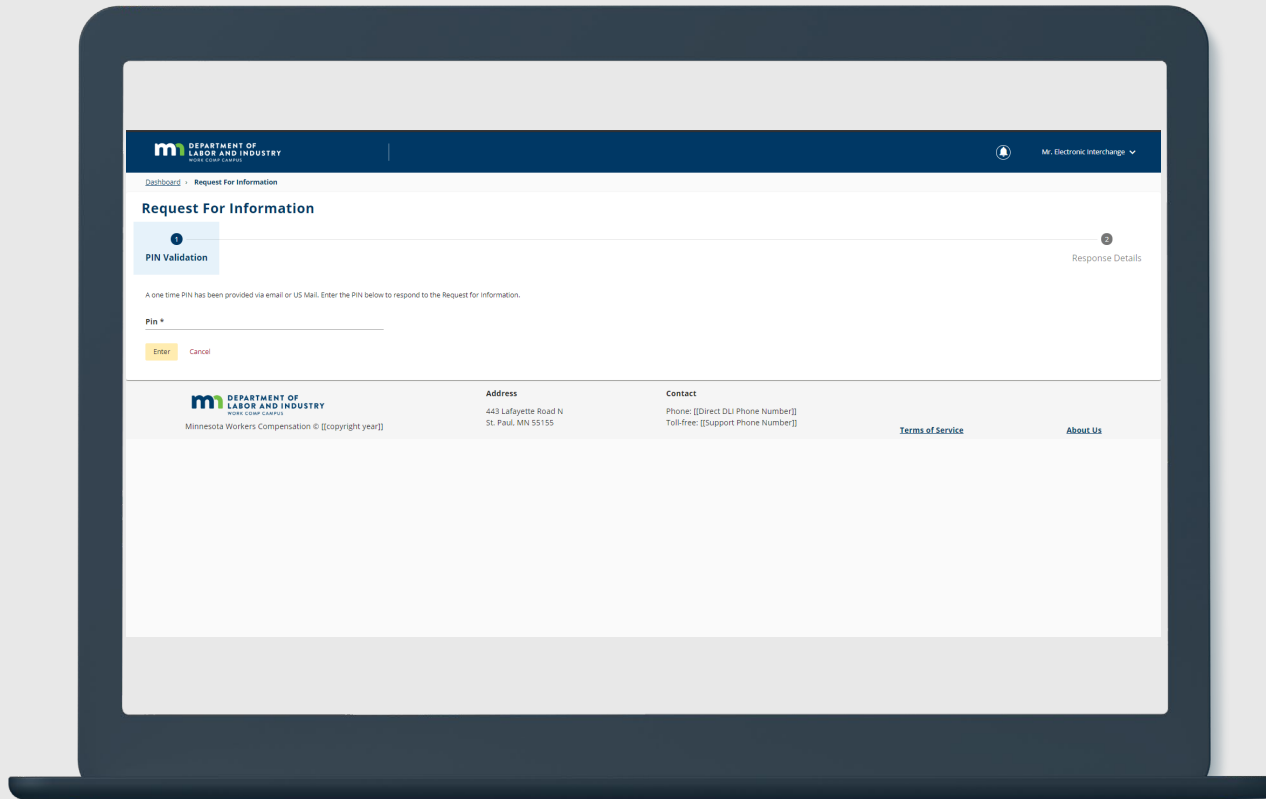 DEPARTMENT OF
LABOR AND INDUSTRY
WORK COMP CAMPUS
Mr. Electronic Interchange
Dashboard › Request For Information
Request For Information
1
2
PIN Validation
Response Details
A one time PIN has been provided via email or US Mail. Enter the PIN below to respond to the Request for Information.
Pin *
Enter Cancel
DEPARTMENT OF
LABOR AND INDUSTRY
WORK COMP CAMPUS
Minnesota Workers Compensation © [[copyright year]]
Address
443 Lafayette Road N
St. Paul, MN 55155
Contact
Phone: [[Direct DLI Phone Number]]
Toll-free: [[Support Phone Number]]
Terms of Service
About Us